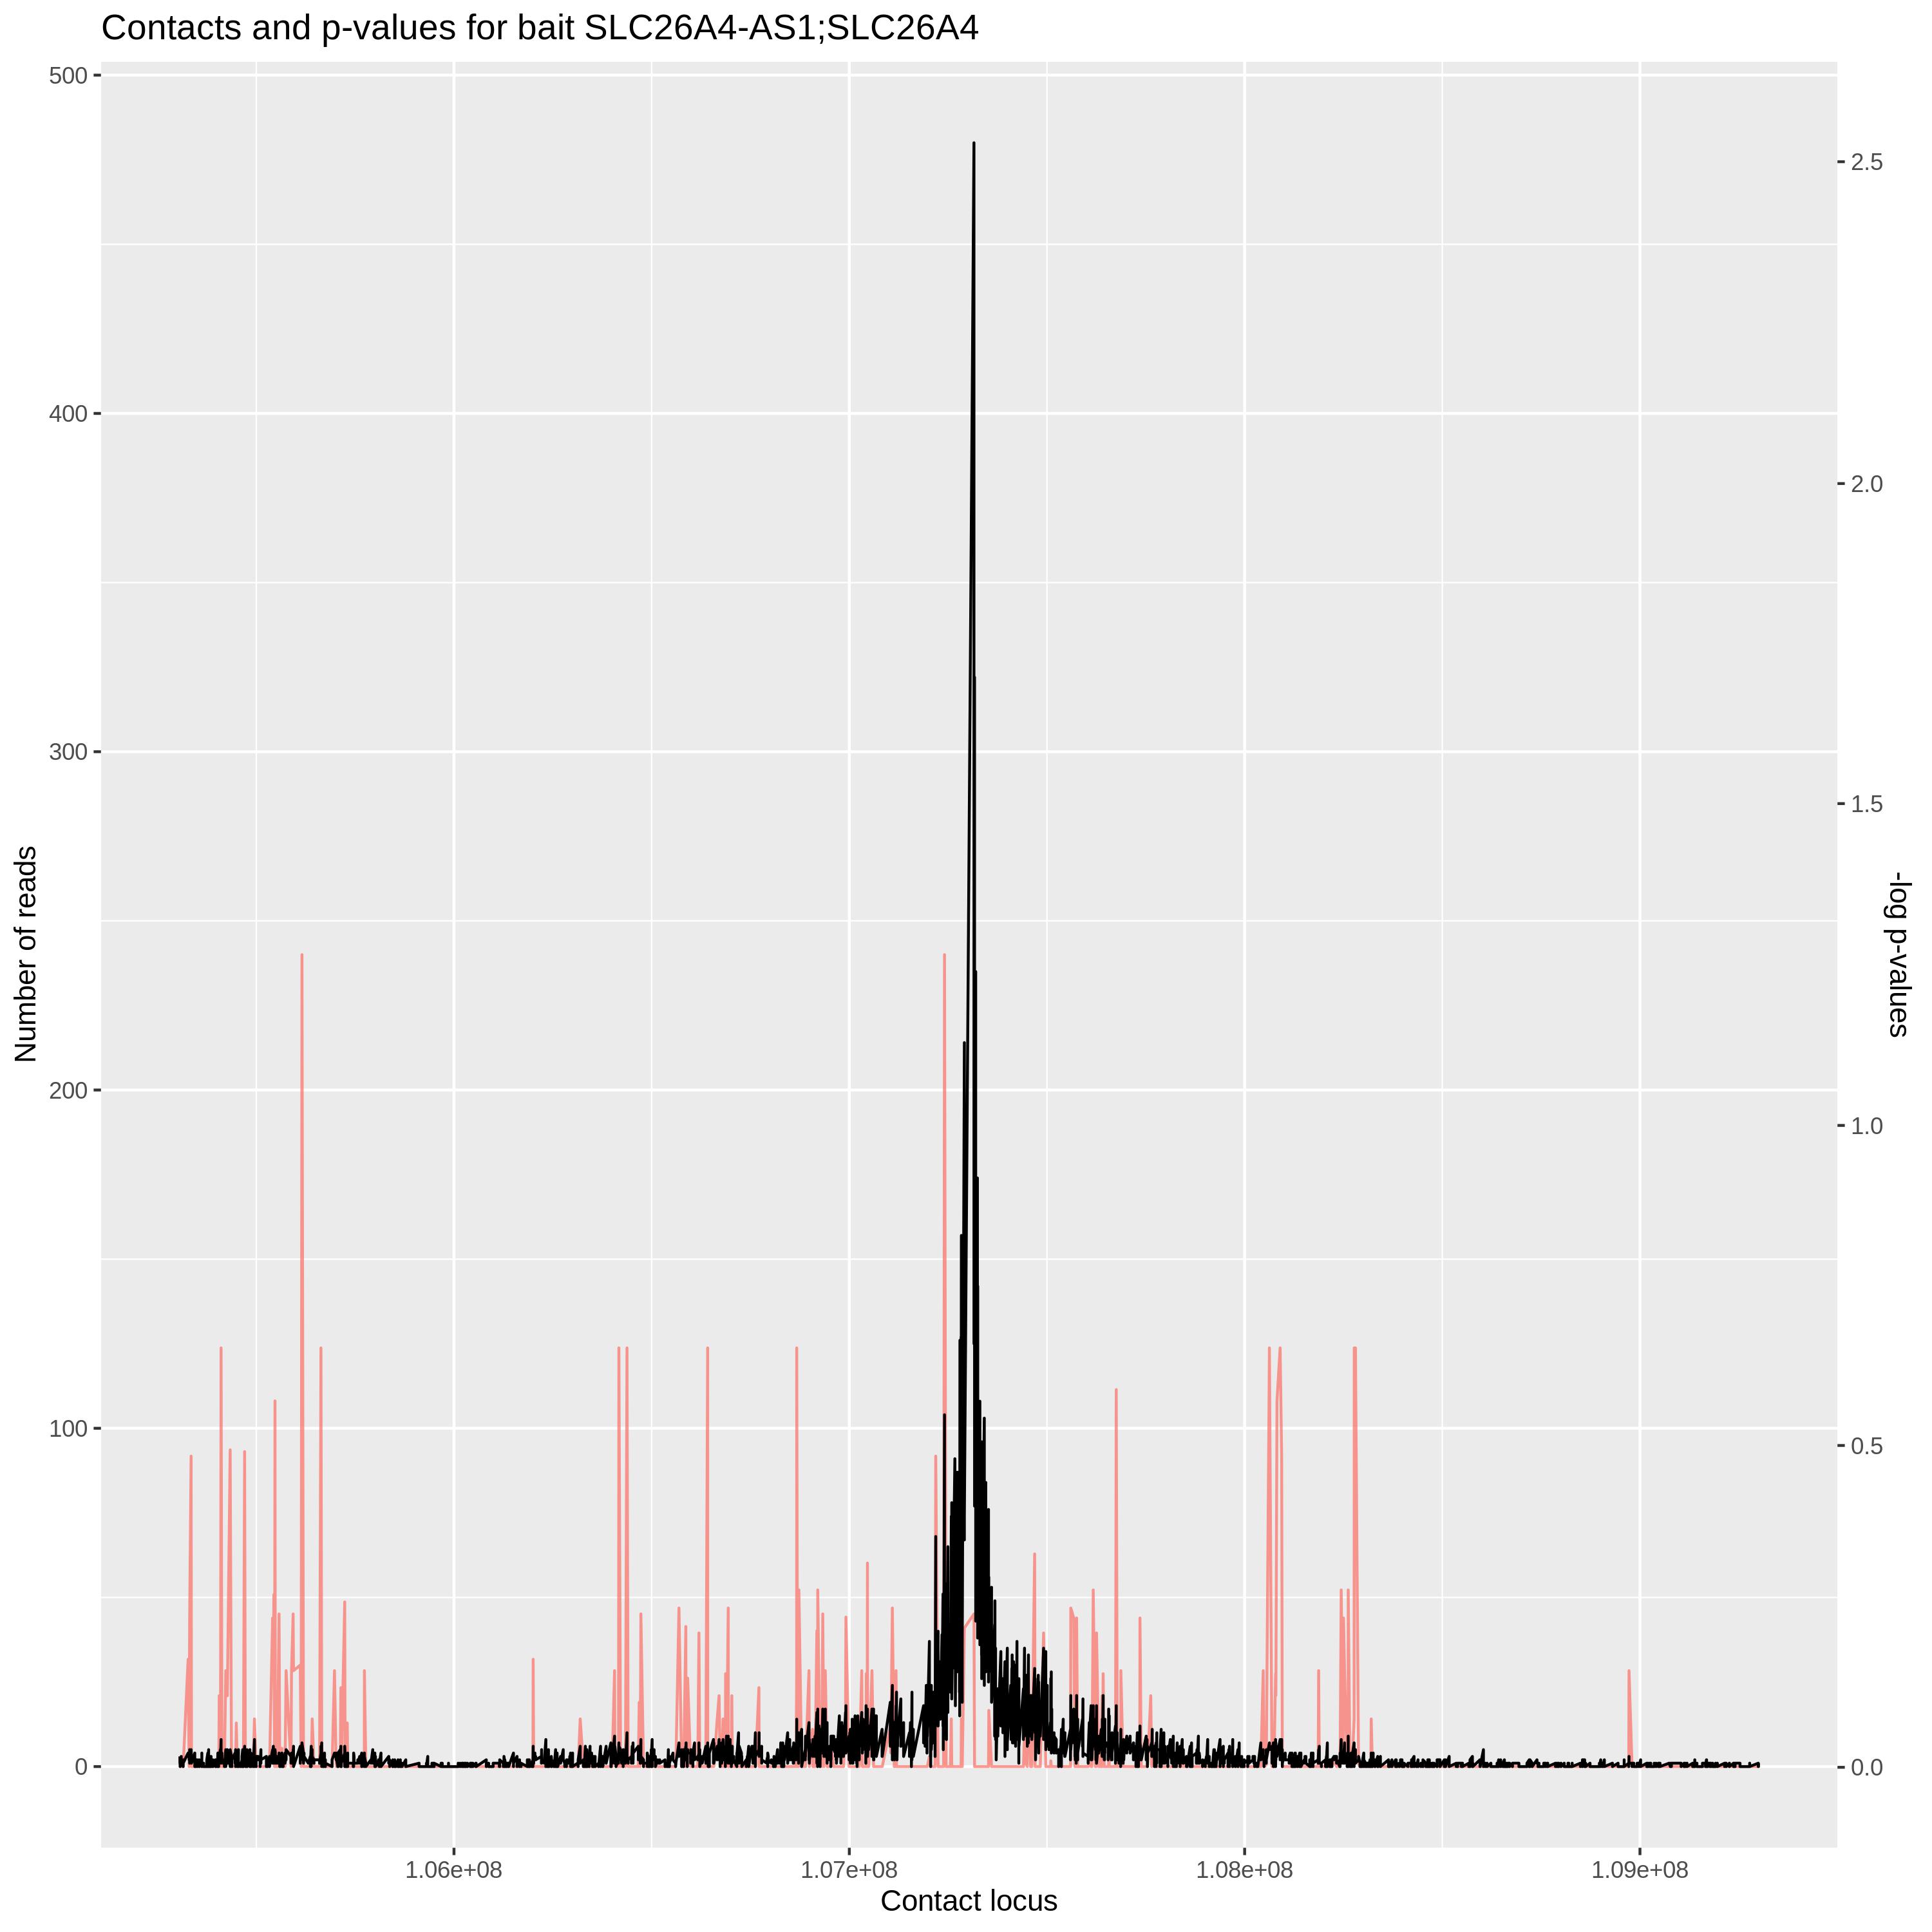 Contacts and p-values for bait SLC26A4-AS1;SLC26A4
500
400
300
200
100
0
Number of reads
2.5
2.0
1.5
1.0
0.5
0.0
-log p-values
1.06e+08
1.07e+08
1.08e+08
1.09e+08
Contact locus